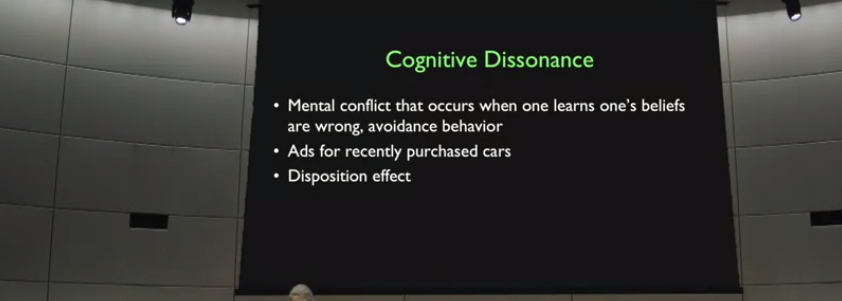 Cognitive Dissonance
• Mental conflict that occurs when one learns one's beliefs
are wrong, avoidance behavior
• Ads for recently purchased cars
• Disposition effect